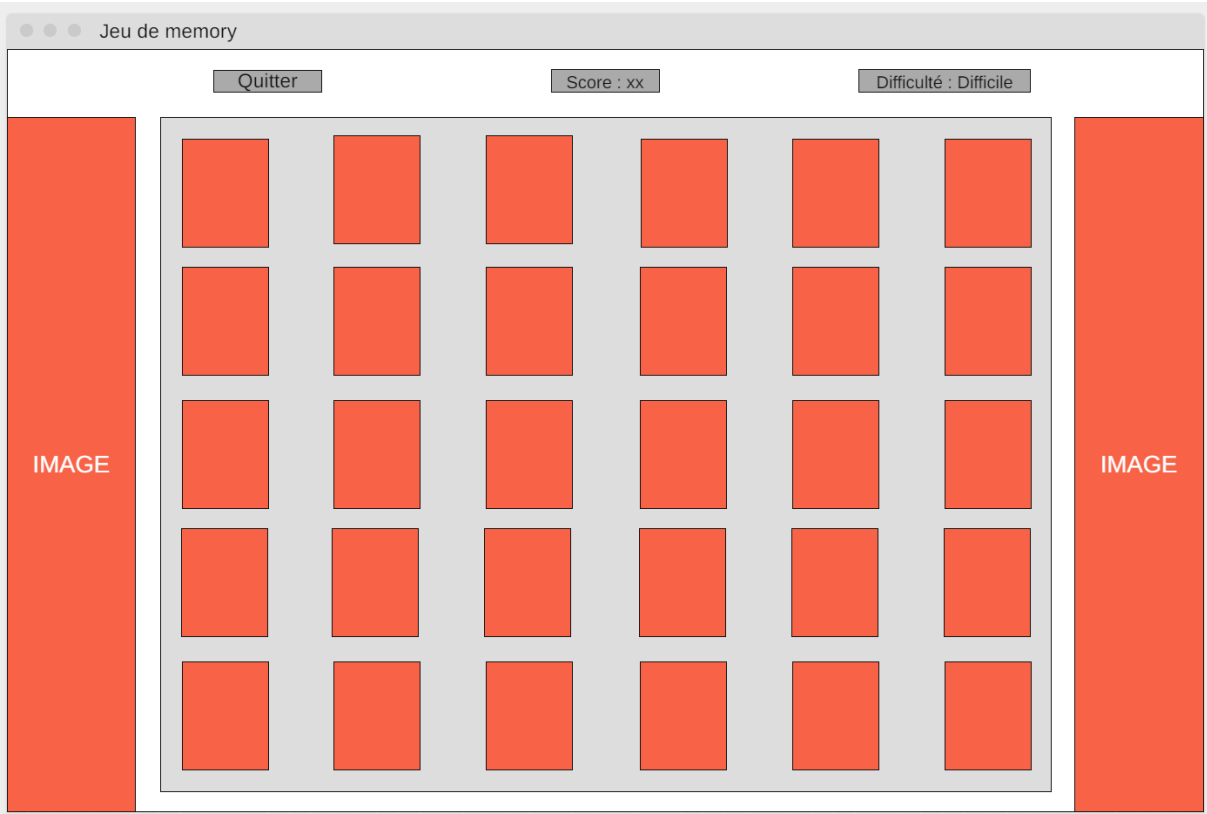 Jeu de memory
Quitter
Score : xx
Difficulté : Difficile
IMAGE
IMAGE